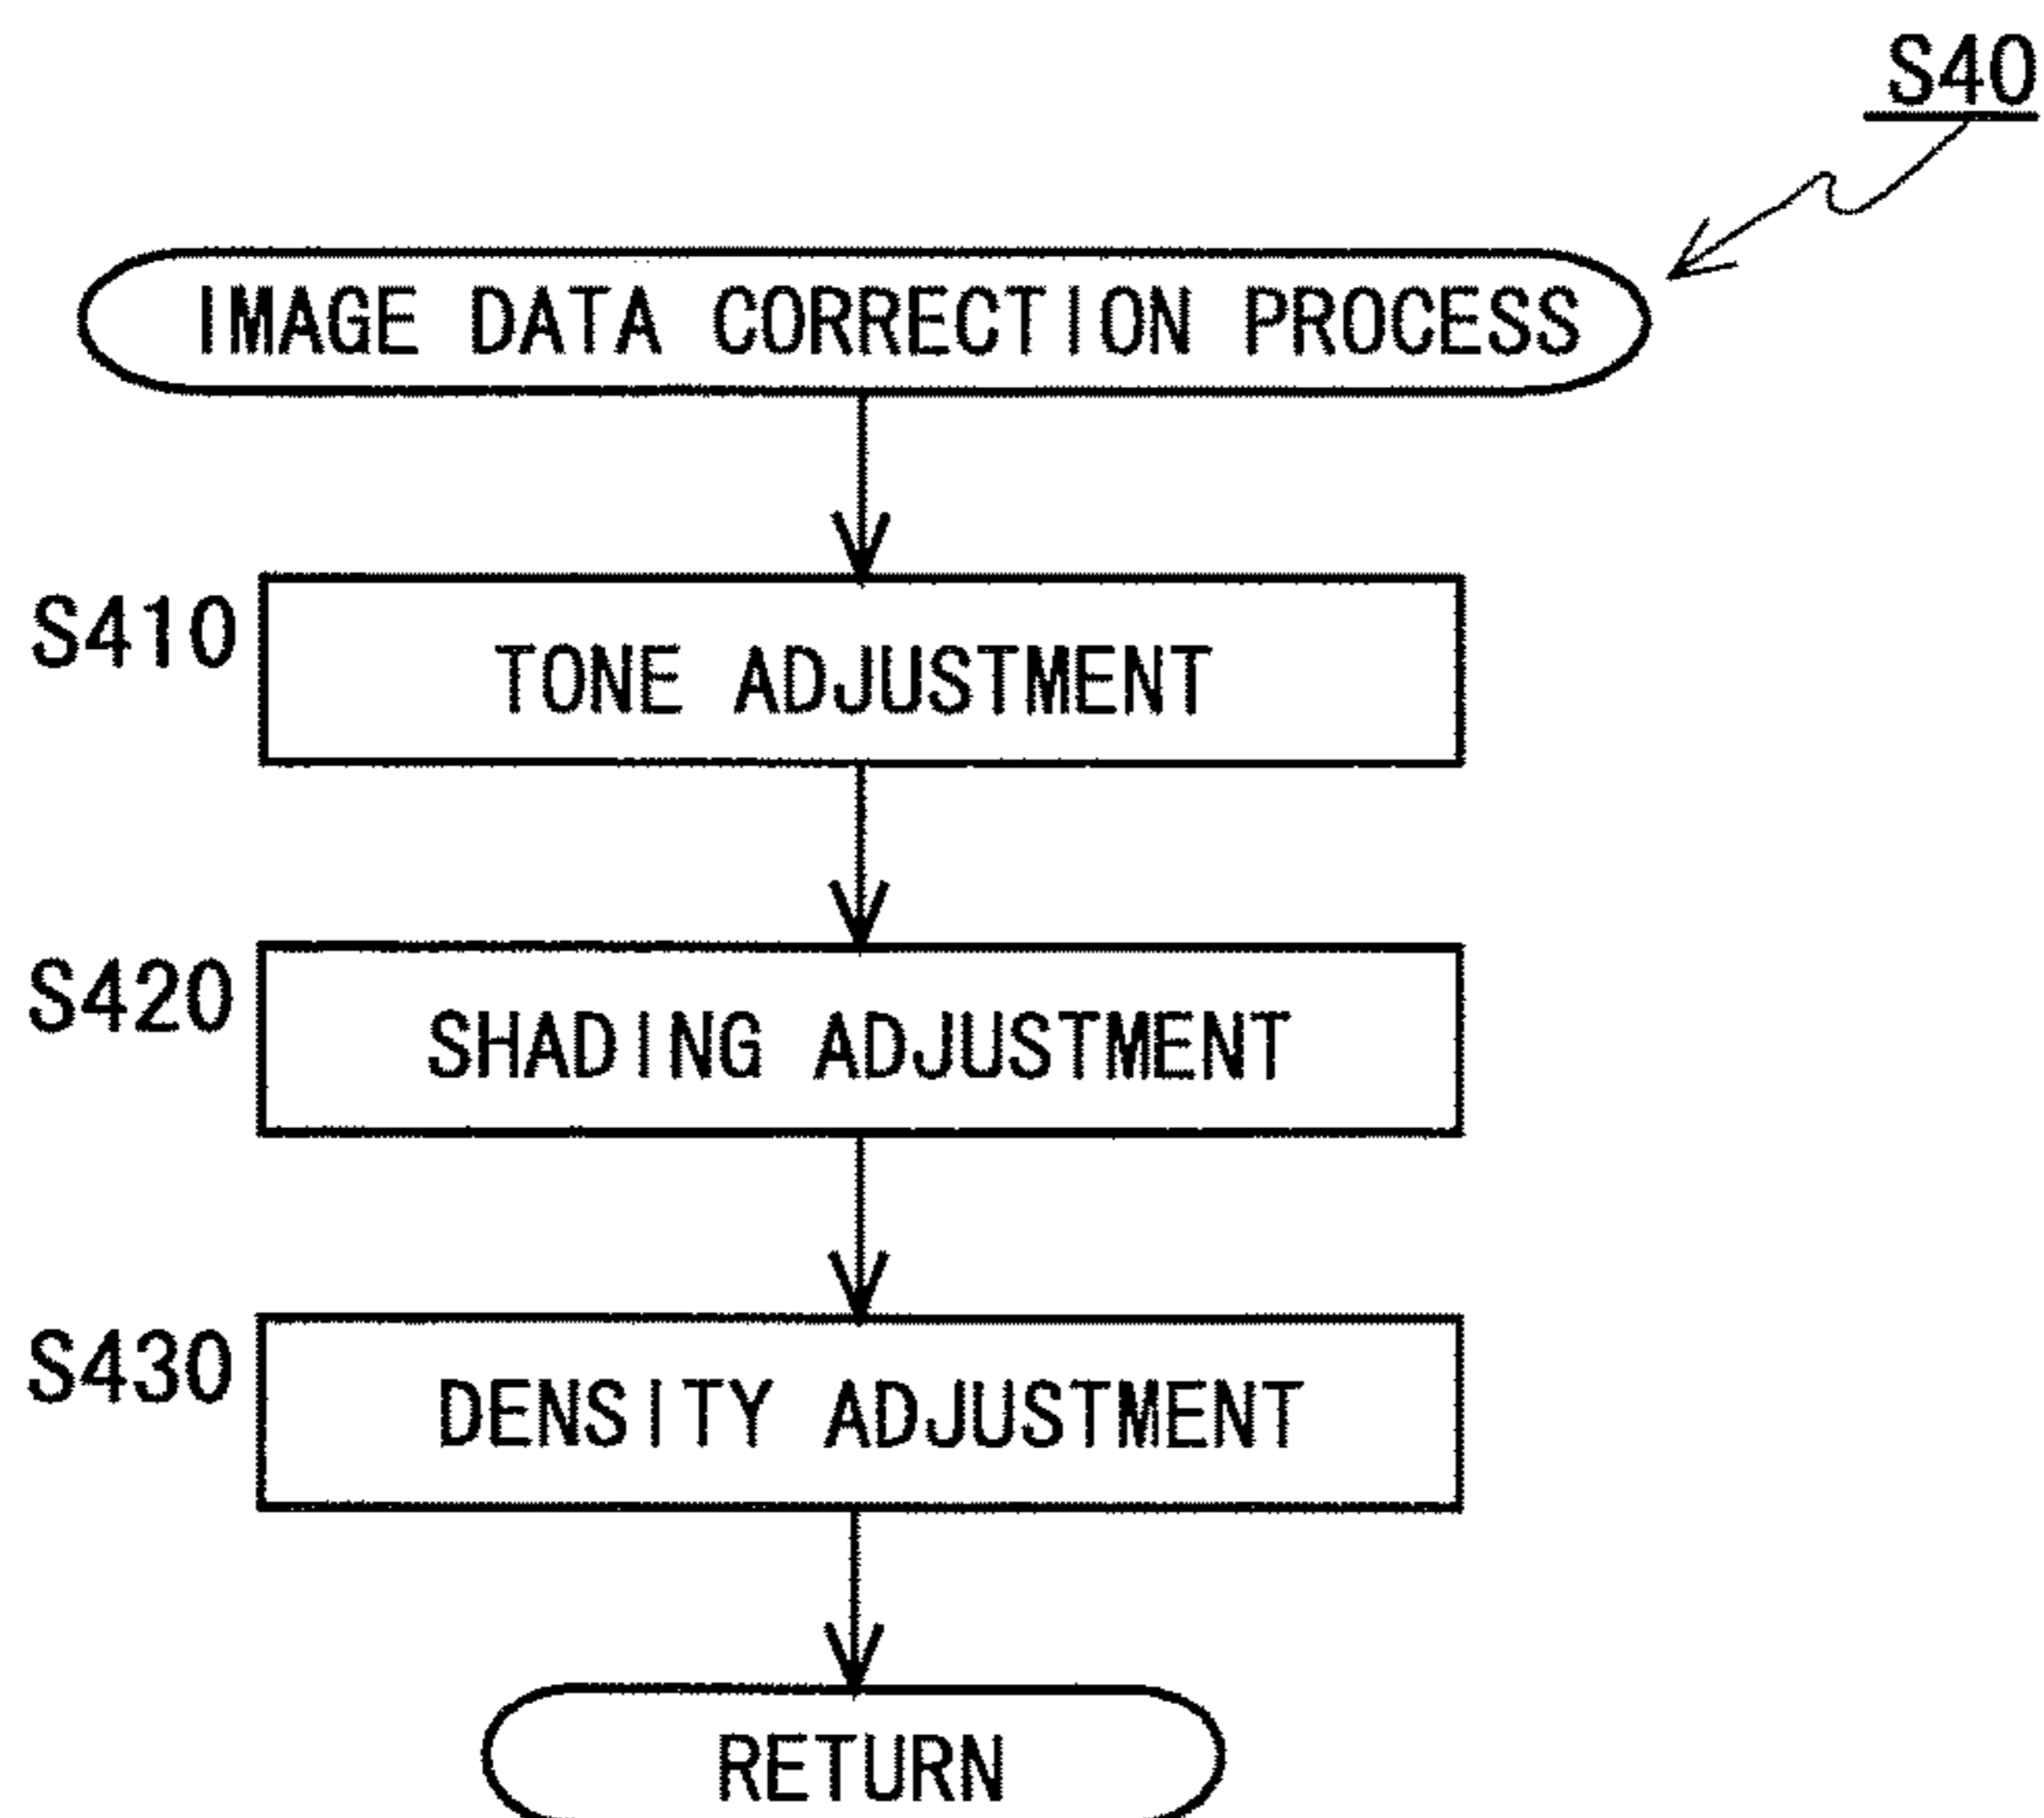 S40
IMAGE DATA CORRECTION PROCESS
S410
TONE ADJUSTMENT
S420
SHADING ADJUSTMENT
S430
DENSITY ADJUSTMENT
RETURN